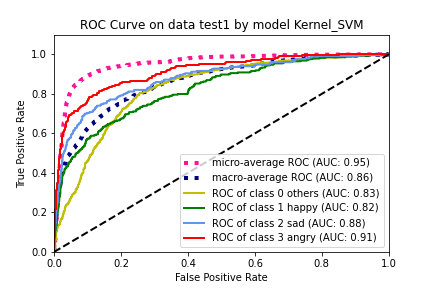 ROC Curve on data test1 by model Kernel_SVM
True Positive Rate
1.0
0.8
0.6
0.4
0.2
0.0
micro-average ROC (AUC: 0.95)
macro-average ROC (AUC: 0.86)
ROC of class 0 others (AUC: 0.83)
ROC of class 1 happy (AUC: 0.82)
ROC of class 2 sad (AUC: 0.88)
ROC of class 3 angry (AUC: 0.91)
0.0 0.2 0.4 0.6 0.8 1.0
False Positive Rate